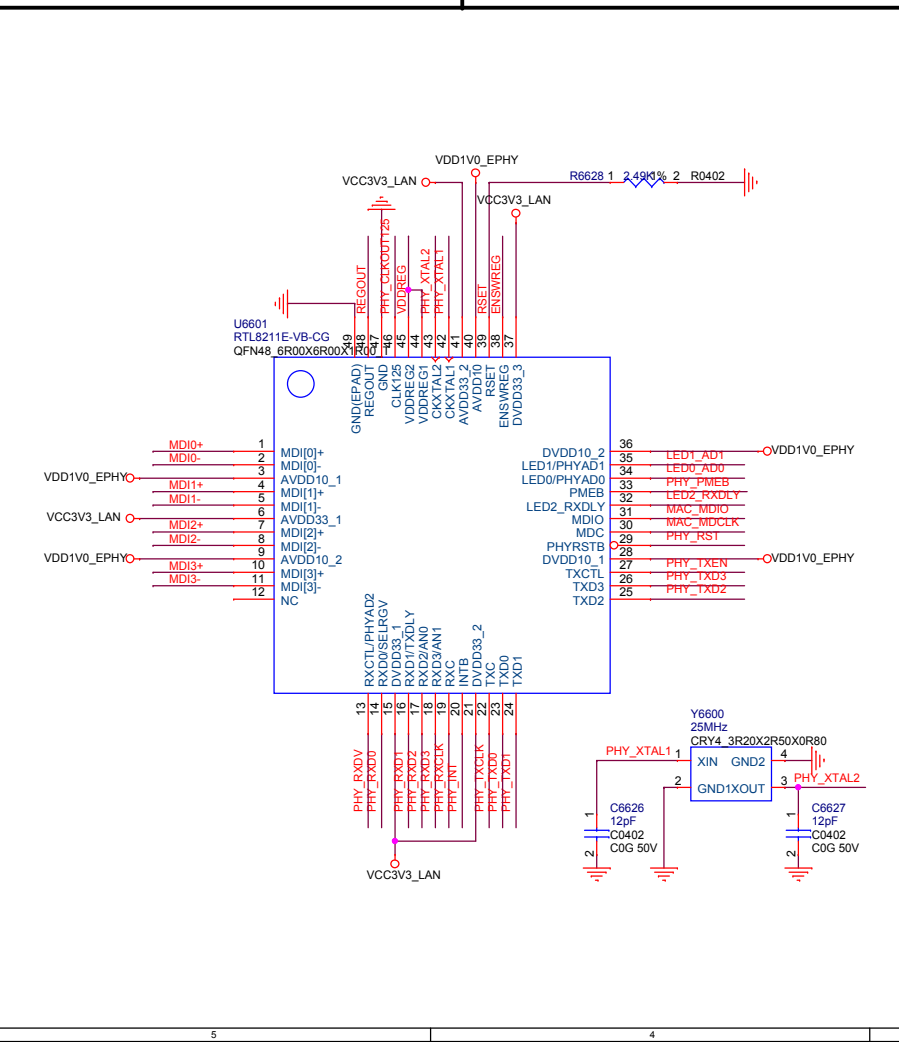 VDD1V0_EPHY
VCC3V3_LAN
R6628 1 2.49K1% 2 R0402
VCC3V3_LAN
REGOUT
PHY_CLKOUT125
VDDREG
PHY_XTAL2
PHY_XTAL1
RSET
ENSWREG
U6601
RTL8211E-VB-CG
QFN48_6R00X6R00X1R00_T
49 48 47 46 45 44 43 42 41 40 39 38 37
GND(EPAD)
REGOUT
GND
CLK125
VDDREG2
VDDREG1
CKXTAL2
CKXTAL1
AVDD33_2
AVDD10
RSET
ENSWREG
DVDD33_3
MDI0+ 1 MDI[0]+
MDI0- 2 MDI[0]-
VDD1V0_EPHY 3 AVDD10_1
MDI1+ 4 MDI[1]+
MDI1- 5 MDI[1]-
VCC3V3_LAN 6 AVDD33_1
MDI2+ 7 MDI[2]+
MDI2- 8 MDI[2]-
VDD1V0_EPHY 9 AVDD10_2
MDI3+ 10 MDI[3]+
MDI3- 11 MDI[3]-
12 NC
DVDD10_2 36 VDD1V0_EPHY
LED1/PHYAD1 35 LED1_AD1
LED0/PHYAD0 34 LED0_AD0
PMEB 33 PHY_PMEB
LED2_RXDLY 32 LED2_RXDLY
MDIO 31 MAC_MDIO
MDC 30 MAC_MDCLK
PHYRSTB 29 PHY_RST
DVDD10_1 28 VDD1V0_EPHY
TXCTL 27 PHY_TXEN
TXD3 26 PHY_TXD3
TXD2 25 PHY_TXD2
RXCTL/PHYAD2
RXD0/SELRGV
DVDD33_1
RXD1/TXDLY
RXD2/AN0
RXD3/AN1
RXC
INTB
DVDD33_2
TXC
TXD0
TXD1
13 14 15 16 17 18 19 20 21 22 23 24
PHY_RXDV
PHY_RXD0
PHY_RXD1
PHY_RXD2
PHY_RXD3
PHY_RXCLK
PHY_INT
PHY_TXCLK
PHY_TXD0
PHY_TXD1
VCC3V3_LAN
Y6600
25MHz
CRY4_3R20X2R50X0R80
PHY_XTAL1 1 XIN GND2 4
2 GND1 XOUT 3 PHY_XTAL2
1 C6626
12pF
C0402
2 C0G 50V
1 C6627
12pF
C0402
2 C0G 50V
5 4